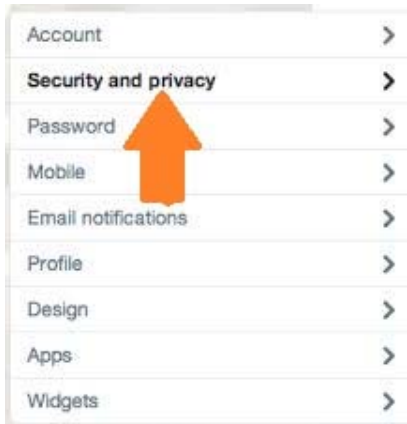 Account
Security and privacy
Password
Mobile
Email notifications
Profile
Design
Apps
Widgets